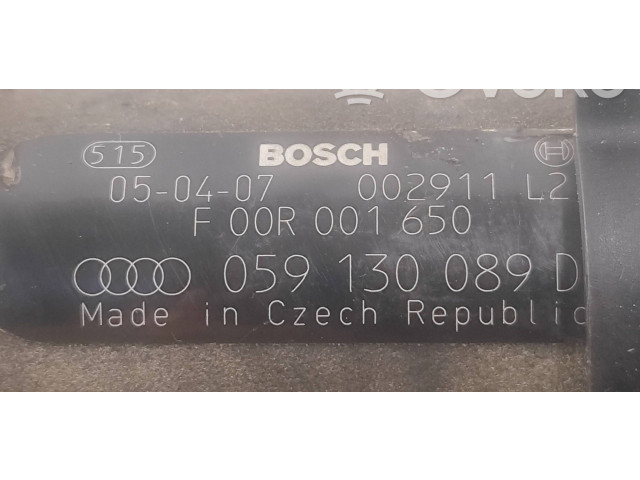 515 BOSCH
05-04-07 002911 L2
F 00R 001 650
059 130 089 D
Made in Czech Republic